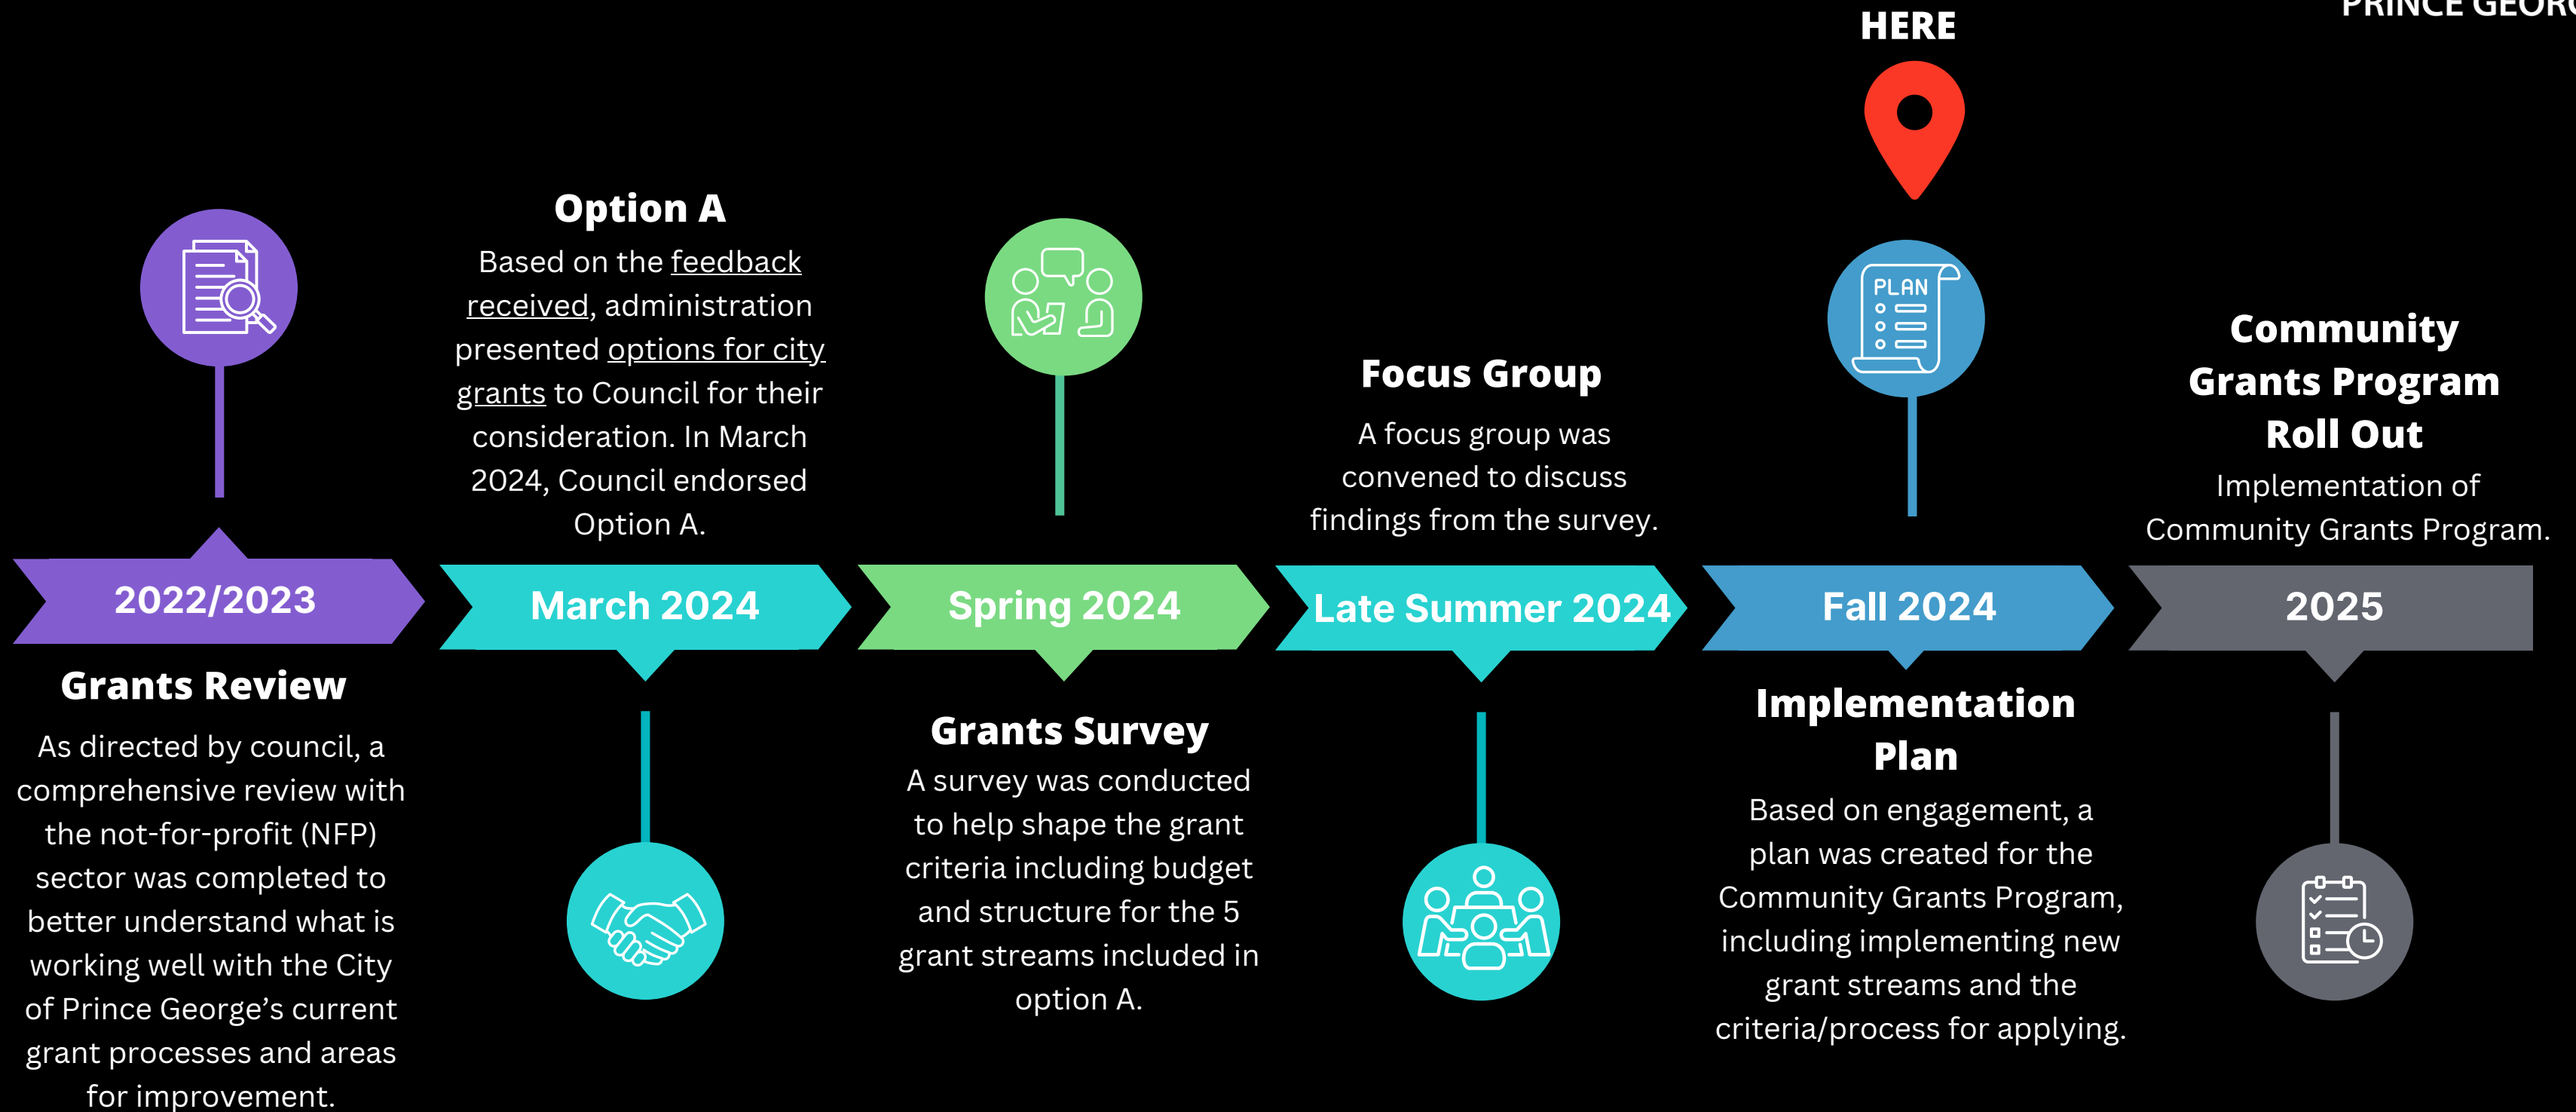 PRINCE GEORG
HERE
2022/2023
Grants Review
As directed by council, a
comprehensive review with
the not-for-profit (NFP)
sector was completed to
better understand what is
working well with the City
of Prince George’s current
grant processes and areas
for improvement.
Option A
Based on the feedback
received, administration
presented options for city
grants to Council for their
consideration. In March
2024, Council endorsed
Option A.
March 2024
Spring 2024
Grants Survey
A survey was conducted
to help shape the grant
criteria including budget
and structure for the 5
grant streams included in
option A.
Focus Group
A focus group was
convened to discuss
findings from the survey.
Late Summer 2024
PLAN
Fall 2024
Implementation
Plan
Based on engagement, a
plan was created for the
Community Grants Program,
including implementing new
grant streams and the
criteria/process for applying.
Community
Grants Program
Roll Out
Implementation of
Community Grants Program.
2025